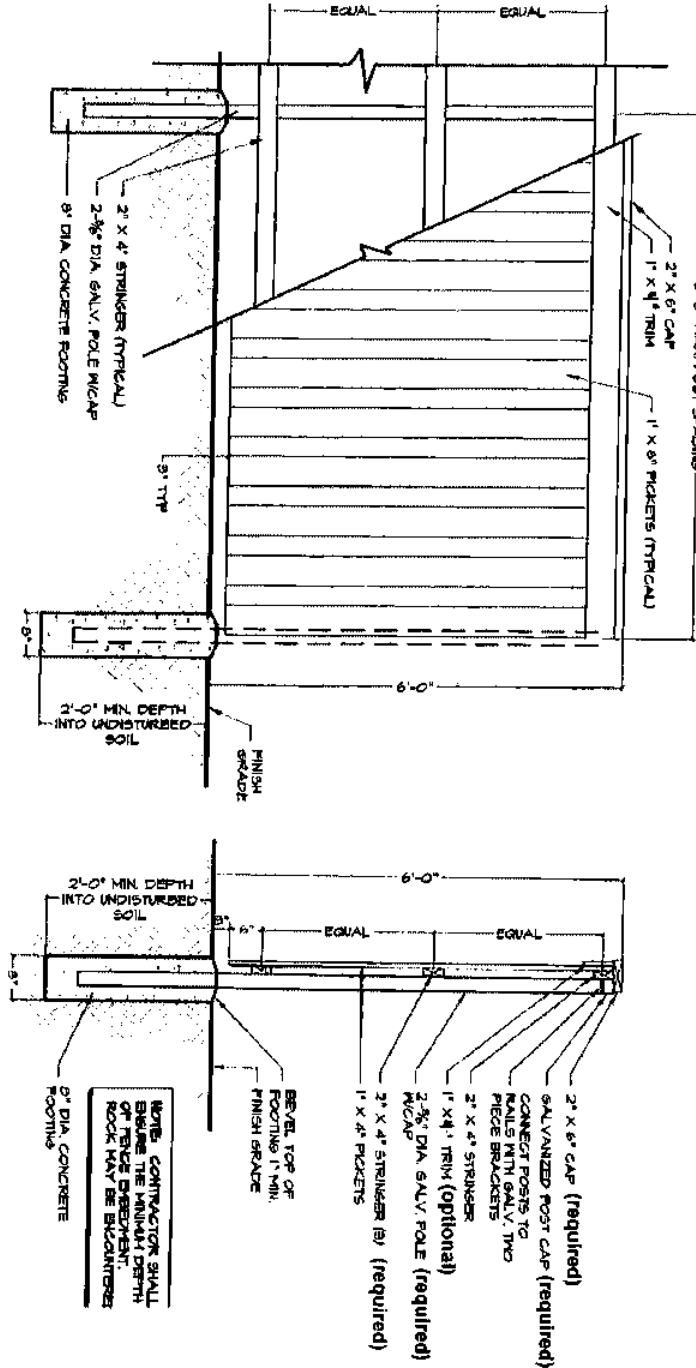 EQUAL
EQUAL
2" X 4" STRINGER (TYPICAL)
2-3/8" DIA. GALV. POLE W/CAP
8" DIA. CONCRETE FOOTING
2" X 6" CAP
1" X 4" TRIM
1" X 6" PICKETS (TYPICAL)
3" TYP
8"
6'-0"
2'-0" MIN. DEPTH
INTO UNDISTURBED
SOIL
FINISH
GRADE
6'-0"
2'-0" MIN. DEPTH
INTO UNDISTURBED
SOIL
6"
EQUAL
EQUAL
8"
2" X 6" CAP (required)
GALVANIZED POST CAP (required)
CONNECT POSTS TO
RAILS WITH GALV. TWO
PIECE BRACKETS
2" X 4" STRINGER
1" X 4" TRIM (optional)
2-3/8" DIA. GALV. POLE (required)
W/CAP
2" X 4" STRINGER (3) (required)
1" X 4" PICKETS
BEVEL TOP OF
FOOTING 1" MIN.
FINISH GRADE
8" DIA. CONCRETE
FOOTING
NOTE: CONTRACTOR SHALL
ENSURE THE MINIMUM DEPTH
OF FENCE EMBEDMENT.
ROCK MAY BE ENCOUNTERED